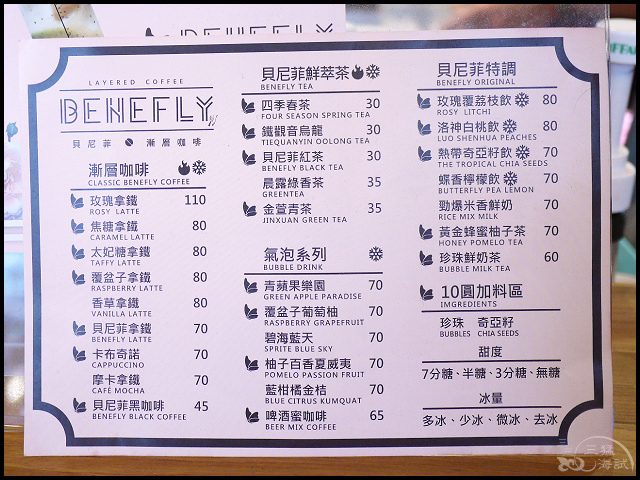 BENEFLY
LAYERED COFFEE
BENEFLY
貝尼菲 漸層咖啡
漸層咖啡
CLASSIC BENEFLY COFFEE
玫瑰拿鐵 110
ROSY LATTE
焦糖拿鐵 80
CARAMEL LATTE
太妃糖拿鐵 80
TAFFY LATTE
覆盆子拿鐵 80
RASPBERRY LATTE
香草拿鐵 80
VANILLA LATTE
貝尼菲拿鐵 70
BENEFLY LATTE
卡布奇諾 70
CAPPUCCINO
摩卡拿鐵 70
CAFÉ MOCHA
貝尼菲黑咖啡 45
BENEFLY BLACK COFFEE
貝尼菲鮮萃茶
BENEFLY TEA
四季春茶 30
FOUR SEASON SPRING TEA
鐵觀音烏龍 30
TIEQUANYIN OOLONG TEA
貝尼菲紅茶 30
BENEFLY BLACK TEA
晨露綠香茶 35
GREENTEA
金萱青茶 35
JINXUAN GREEN TEA
氣泡系列
BUBBLE DRINK
青蘋果樂園 70
GREEN APPLE PARADISE
覆盆子葡萄柚 70
RASPBERRY GRAPEFRUIT
碧海藍天 70
SPRITE BLUE SKY
柚子百香夏威夷 70
POMELO PASSION FRUIT
藍柑橘金桔 70
BLUE CITRUS KUMQUAT
啤酒蜜咖啡 65
BEER MIX COFFEE
貝尼菲特調
BENEFLY ORIGINAL
玫瑰覆荔枝飲 80
ROSY LITCHI
洛神白桃飲 80
LUO SHENHUA PEACHES
熱帶奇亞籽飲 70
THE TROPICAL CHIA SEEDS
蝶香檸檬飲 70
BUTTERFLY PEA LEMON
勁爆米香鮮奶 70
RICE MIX MILK
黃金蜂蜜柚子茶 70
HONEY POMELO TEA
珍珠鮮奶茶 60
BUBBLE MILK TEA
10圓加料區
IMGREDIENTS
珍珠 奇亞籽
BUBBLES CHIA SEEDS
甜度
7分糖、半糖、3分糖、無糖
冰量
多冰、少冰、微冰、去冰
三猛
海試